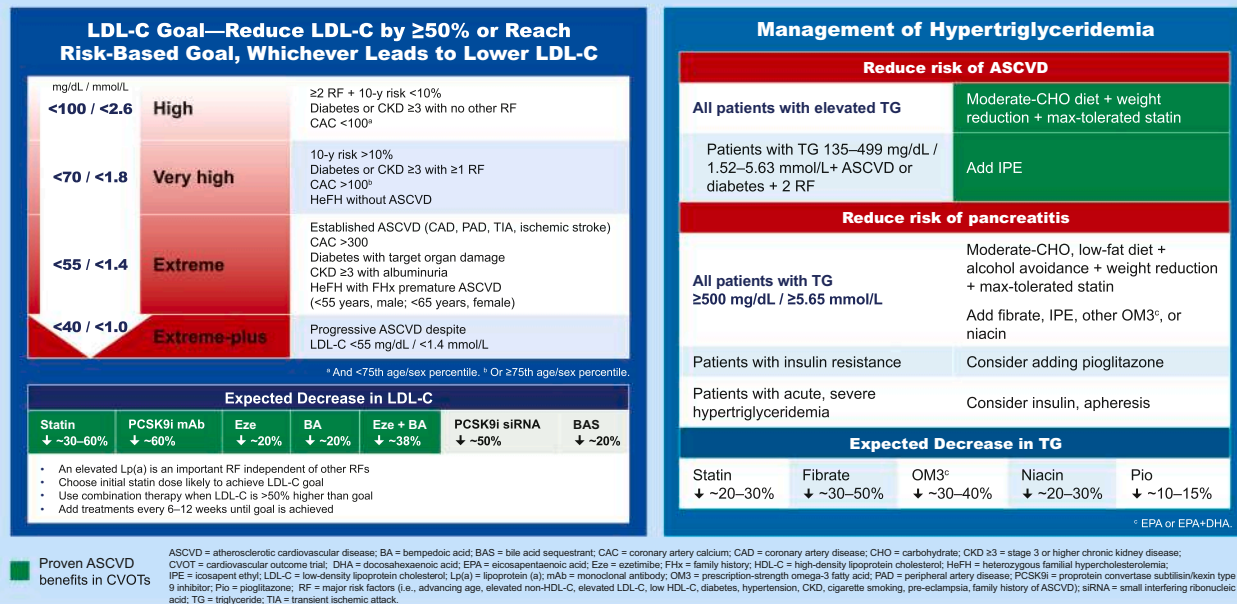 LDL-C Goal—Reduce LDL-C by ≥50% or Reach
Risk-Based Goal, Whichever Leads to Lower LDL-C
mg/dL / mmol/L
<100 / <2.6
High
≥2 RF + 10-y risk <10%
Diabetes or CKD ≥3 with no other RF
CAC <100ᵃ
<70 / <1.8
Very high
10-y risk >10%
Diabetes or CKD ≥3 with ≥1 RF
CAC >100ᵇ
HeFH without ASCVD
<55 / <1.4
Extreme
Established ASCVD (CAD, PAD, TIA, ischemic stroke)
CAC >300
Diabetes with target organ damage
CKD ≥3 with albuminuria
HeFH with FHx premature ASCVD
(<55 years, male; <65 years, female)
<40 / <1.0
Extreme-plus
Progressive ASCVD despite
LDL-C <55 mg/dL / <1.4 mmol/L
ᵃ And <75th age/sex percentile. ᵇ Or ≥75th age/sex percentile.
Expected Decrease in LDL-C
Statin
↓ ~30–60%
PCSK9i mAb
↓ ~60%
Eze
↓ ~20%
BA
↓ ~20%
Eze + BA
↓ ~38%
PCSK9i siRNA
↓ ~50%
BAS
↓ ~20%
• An elevated Lp(a) is an important RF independent of other RFs
• Choose initial statin dose likely to achieve LDL-C goal
• Use combination therapy when LDL-C is >50% higher than goal
• Add treatments every 6–12 weeks until goal is achieved
Management of Hypertriglyceridemia
Reduce risk of ASCVD
All patients with elevated TG
Moderate-CHO diet + weight
reduction + max-tolerated statin
Patients with TG 135–499 mg/dL /
1.52–5.63 mmol/L+ ASCVD or
diabetes + 2 RF
Add IPE
Reduce risk of pancreatitis
All patients with TG
≥500 mg/dL / ≥5.65 mmol/L
Moderate-CHO, low-fat diet +
alcohol avoidance + weight reduction
+ max-tolerated statin
Add fibrate, IPE, other OM3ᶜ, or
niacin
Patients with insulin resistance
Consider adding pioglitazone
Patients with acute, severe
hypertriglyceridemia
Consider insulin, apheresis
Expected Decrease in TG
Statin
↓ ~20–30%
Fibrate
↓ ~30–50%
OM3ᶜ
↓ ~30–40%
Niacin
↓ ~20–30%
Pio
↓ ~10–15%
ᶜ EPA or EPA+DHA.
Proven ASCVD
benefits in CVOTs
ASCVD = atherosclerotic cardiovascular disease; BA = bempedoic acid; BAS = bile acid sequestrant; CAC = coronary artery calcium; CAD = coronary artery disease; CHO = carbohydrate; CKD ≥3 = stage 3 or higher chronic kidney disease;
CVOT = cardiovascular outcome trial; DHA = docosahexaenoic acid; EPA = eicosapentaenoic acid; Eze = ezetimibe; FHx = family history; HDL-C = high-density lipoprotein cholesterol; HeFH = heterozygous familial hypercholesterolemia;
IPE = icosapent ethyl; LDL-C = low-density lipoprotein cholesterol; Lp(a) = lipoprotein (a); mAb = monoclonal antibody; OM3 = prescription-strength omega-3 fatty acid; PAD = peripheral artery disease; PCSK9i = proprotein convertase subtilisin/kexin type
9 inhibitor; Pio = pioglitazone; RF = major risk factors (i.e., advancing age, elevated non-HDL-C, elevated LDL-C, low HDL-C, diabetes, hypertension, CKD, cigarette smoking, pre-eclampsia, family history of ASCVD); siRNA = small interfering ribonucleic
acid; TG = triglyceride; TIA = transient ischemic attack.